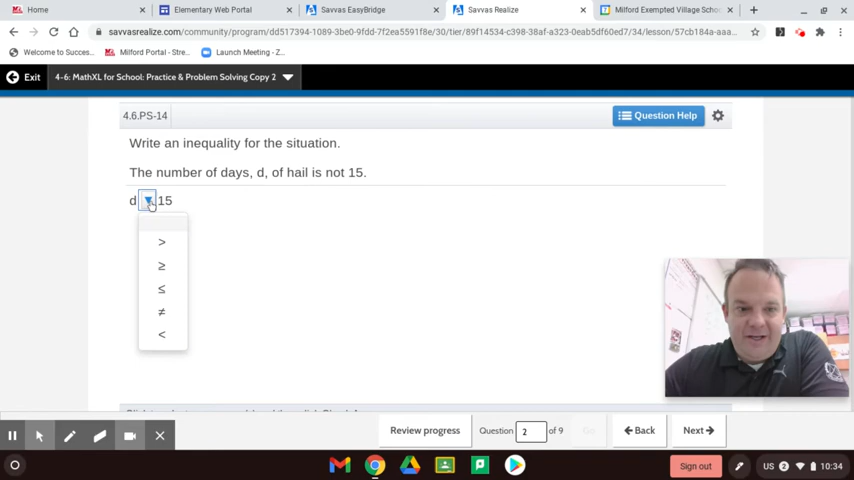 Home
Elementary Web Portal
Savvas EasyBridge
Savvas Realize
Milford Exempted Village Schoo
savvasrealize.com/community/program/dd517394-1089-3bed-9fdd-7f2ea5591f8e/30/tier/89f14534-c398-38af-a323-0eab5df60ed7/34/lesson/57cb184a-aaa...
Welcome to Succes...
Milford Portal - Stre...
Launch Meeting - Z...
Exit
4-6: MathXL for School: Practice & Problem Solving Copy 2
4.6.PS-14
Question Help
Write an inequality for the situation.
The number of days, d, of hail is not 15.
d 15
>
≥
≤
≠
<
Review progress
Question 2 of 9
Go
Back
Next
Sign out
US 2 10:34